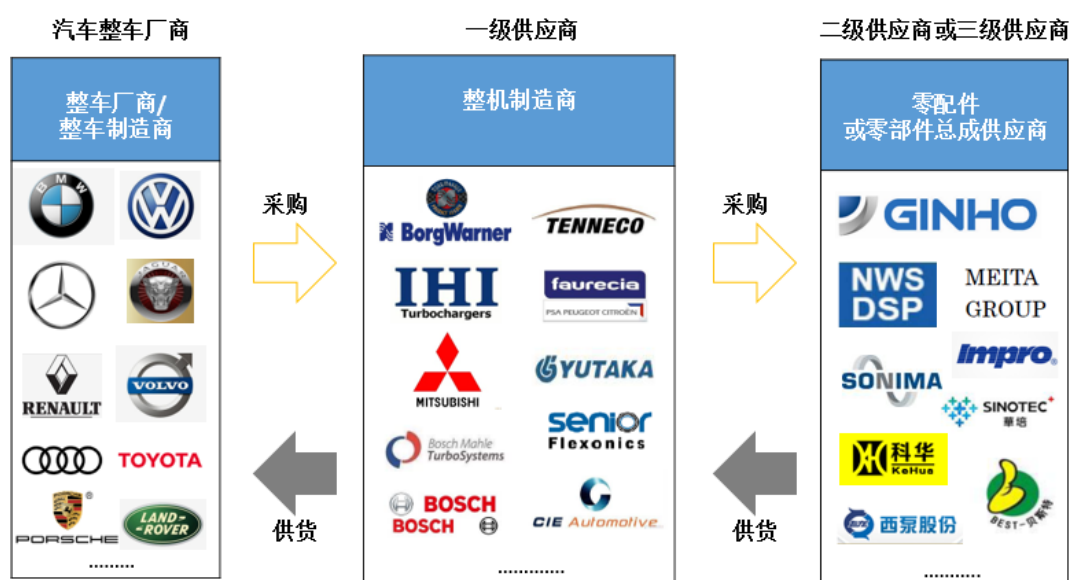 汽车整车厂商
一级供应商
二级供应商或三级供应商
整车厂商/
整车制造商
整机制造商
零配件
或零部件总成供应商
BMW
JAGUAR
RENAULT
VOLVO
TOYOTA
PORSCHE
®
LAND-
-ROVER
.........
采购
供货
BorgWarner
TENNECO
IHI
Turbochargers
faurecia
PSA PEUGEOT CITROËN
MITSUBISHI
YUTAKA
Bosch Mahle
TurboSystems
senior
Flexonics
BOSCH
BOSCH
CIE Automotive
.............
采购
供货
GINHO
NWS
DSP
MEITA
GROUP
SONIMA
Impro®
SINOTEC+
華培
科华
KeHua
BEST-贝斯特
西泵股份
...........